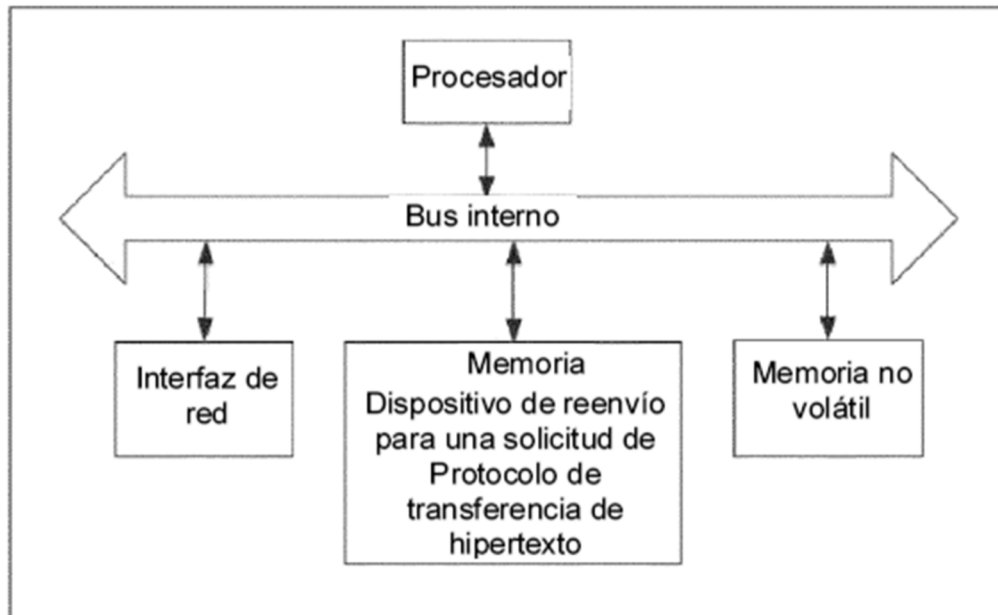 Procesador
Bus interno
Interfaz de
red
Memoria
Dispositivo de reenvío
para una solicitud de
Protocolo de
transferencia de
hipertexto
Memoria no
volátil